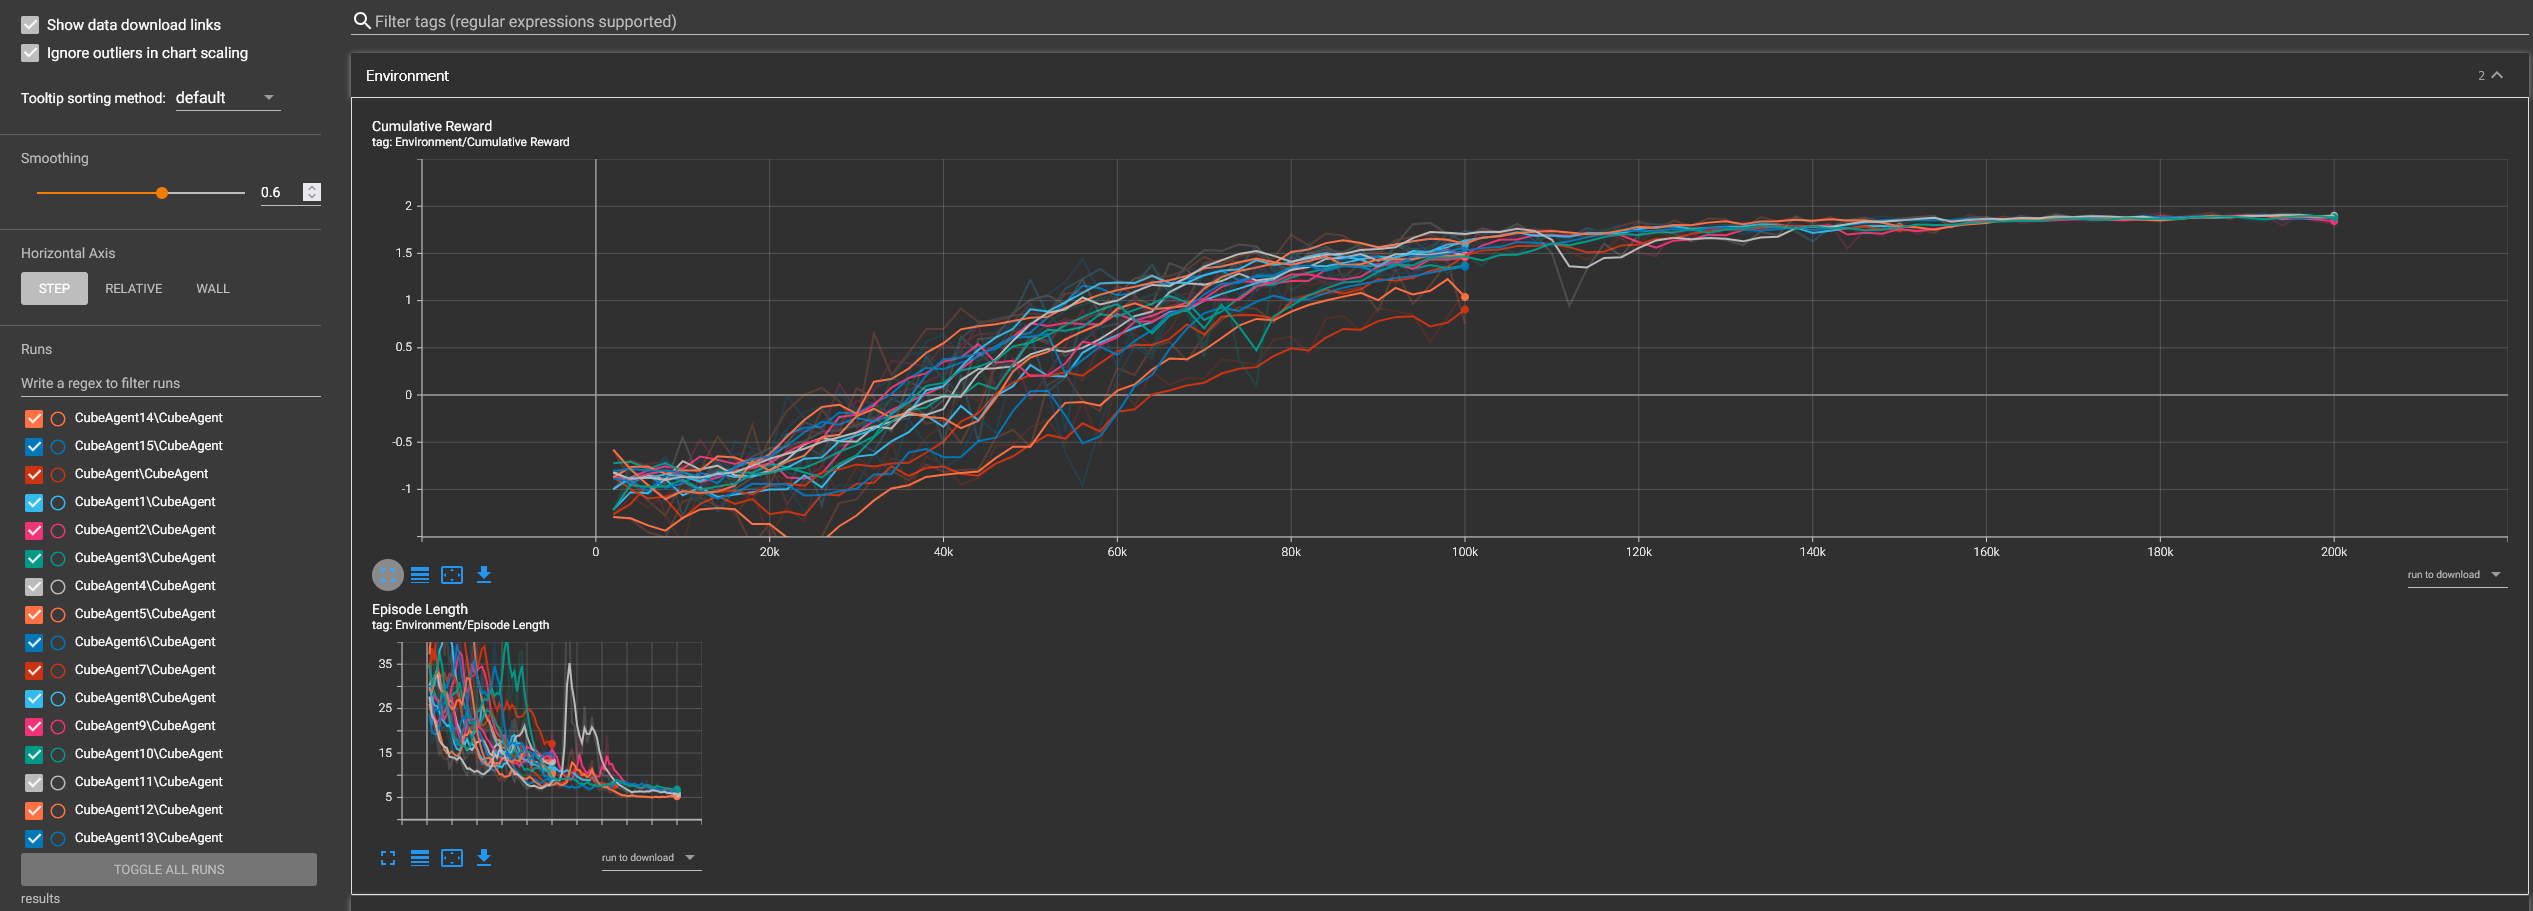 Show data download links
Ignore outliers in chart scaling
Tooltip sorting method: default
Smoothing
0.6
Horizontal Axis
STEP RELATIVE WALL
Runs
Write a regex to filter runs
CubeAgent14\CubeAgent
CubeAgent15\CubeAgent
CubeAgent\CubeAgent
CubeAgent1\CubeAgent
CubeAgent2\CubeAgent
CubeAgent3\CubeAgent
CubeAgent4\CubeAgent
CubeAgent5\CubeAgent
CubeAgent6\CubeAgent
CubeAgent7\CubeAgent
CubeAgent8\CubeAgent
CubeAgent9\CubeAgent
CubeAgent10\CubeAgent
CubeAgent11\CubeAgent
CubeAgent12\CubeAgent
CubeAgent13\CubeAgent
TOGGLE ALL RUNS
results
Filter tags (regular expressions supported)
Environment 2
Cumulative Reward
tag: Environment/Cumulative Reward
2
1.5
1
0.5
0
-0.5
-1
0 20k 40k 60k 80k 100k 120k 140k 160k 180k 200k
run to download
Episode Length
tag: Environment/Episode Length
35
25
15
5
run to download